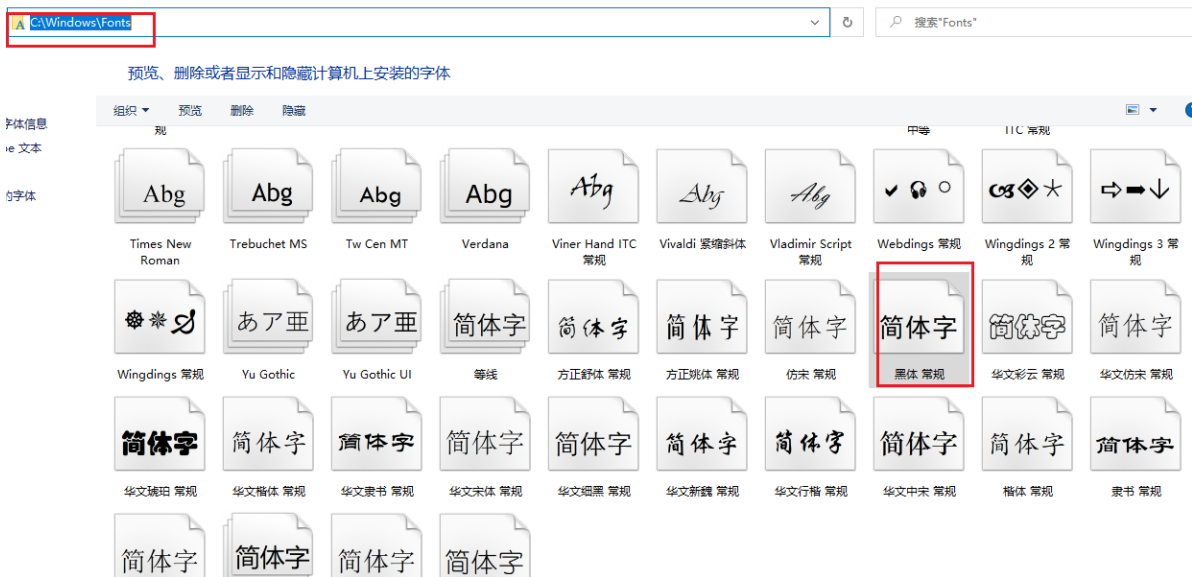 C:\Windows\Fonts
搜索"Fonts"
预览、删除或者显示和隐藏计算机上安装的字体
组织 预览 删除 隐藏
字体信息
pe 文本
的字体
规 中等 ITC 常规
Abg Abg Abg Abg Abg Abg Abg
Times New Trebuchet MS Tw Cen MT Verdana Viner Hand ITC Vivaldi 紧缩斜体 Vladimir Script Webdings 常规 Wingdings 2 常 Wingdings 3 常
Roman 常规 常规 规 规
あア亜 あア亜 简体字 简体字 简体字 简体字 简体字 简体字 简体字
Wingdings 常规 Yu Gothic Yu Gothic UI 等线 方正舒体 常规 方正姚体 常规 仿宋 常规 黑体 常规 华文彩云 常规 华文仿宋 常规
简体字 简体字 简体字 简体字 简体字 简体字 简体字 简体字 简体字 简体字
华文琥珀 常规 华文楷体 常规 华文隶书 常规 华文宋体 常规 华文细黑 常规 华文新魏 常规 华文行楷 常规 华文中宋 常规 楷体 常规 隶书 常规
简体字 简体字 简体字 简体字